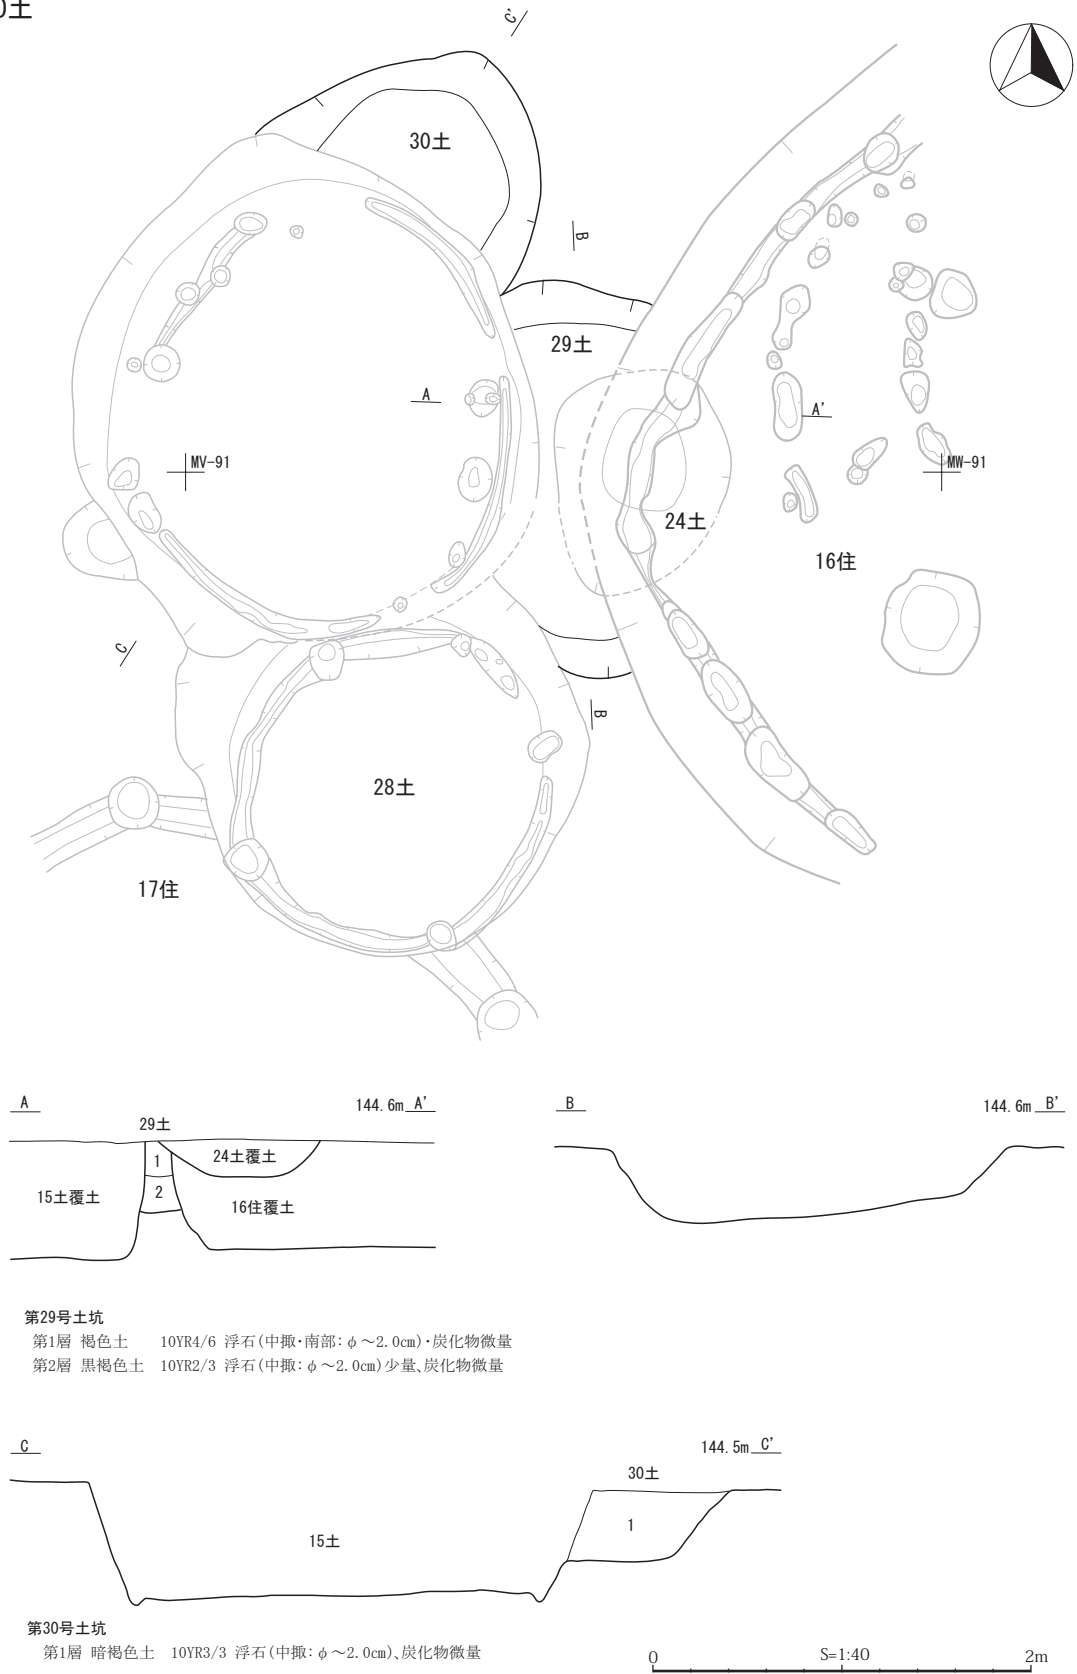 土
C'
30土
B
29土
A
A'
MV-91
MW-91
24土
16住
C
B
28土
17住
A
144.6m A'
29土
1
24土覆土
2
15土覆土
16住覆土
B
144.6m B'
第29号土坑
第1層 褐色土 10YR4/6 浮石(中掫・南部:φ～2.0cm)・炭化物微量
第2層 黒褐色土 10YR2/3 浮石(中掫:φ～2.0cm)少量、炭化物微量
C
144.5m C'
30土
1
15土
第30号土坑
第1層 暗褐色土 10YR3/3 浮石(中掫:φ～2.0cm)、炭化物微量
0 S=1:40 2m